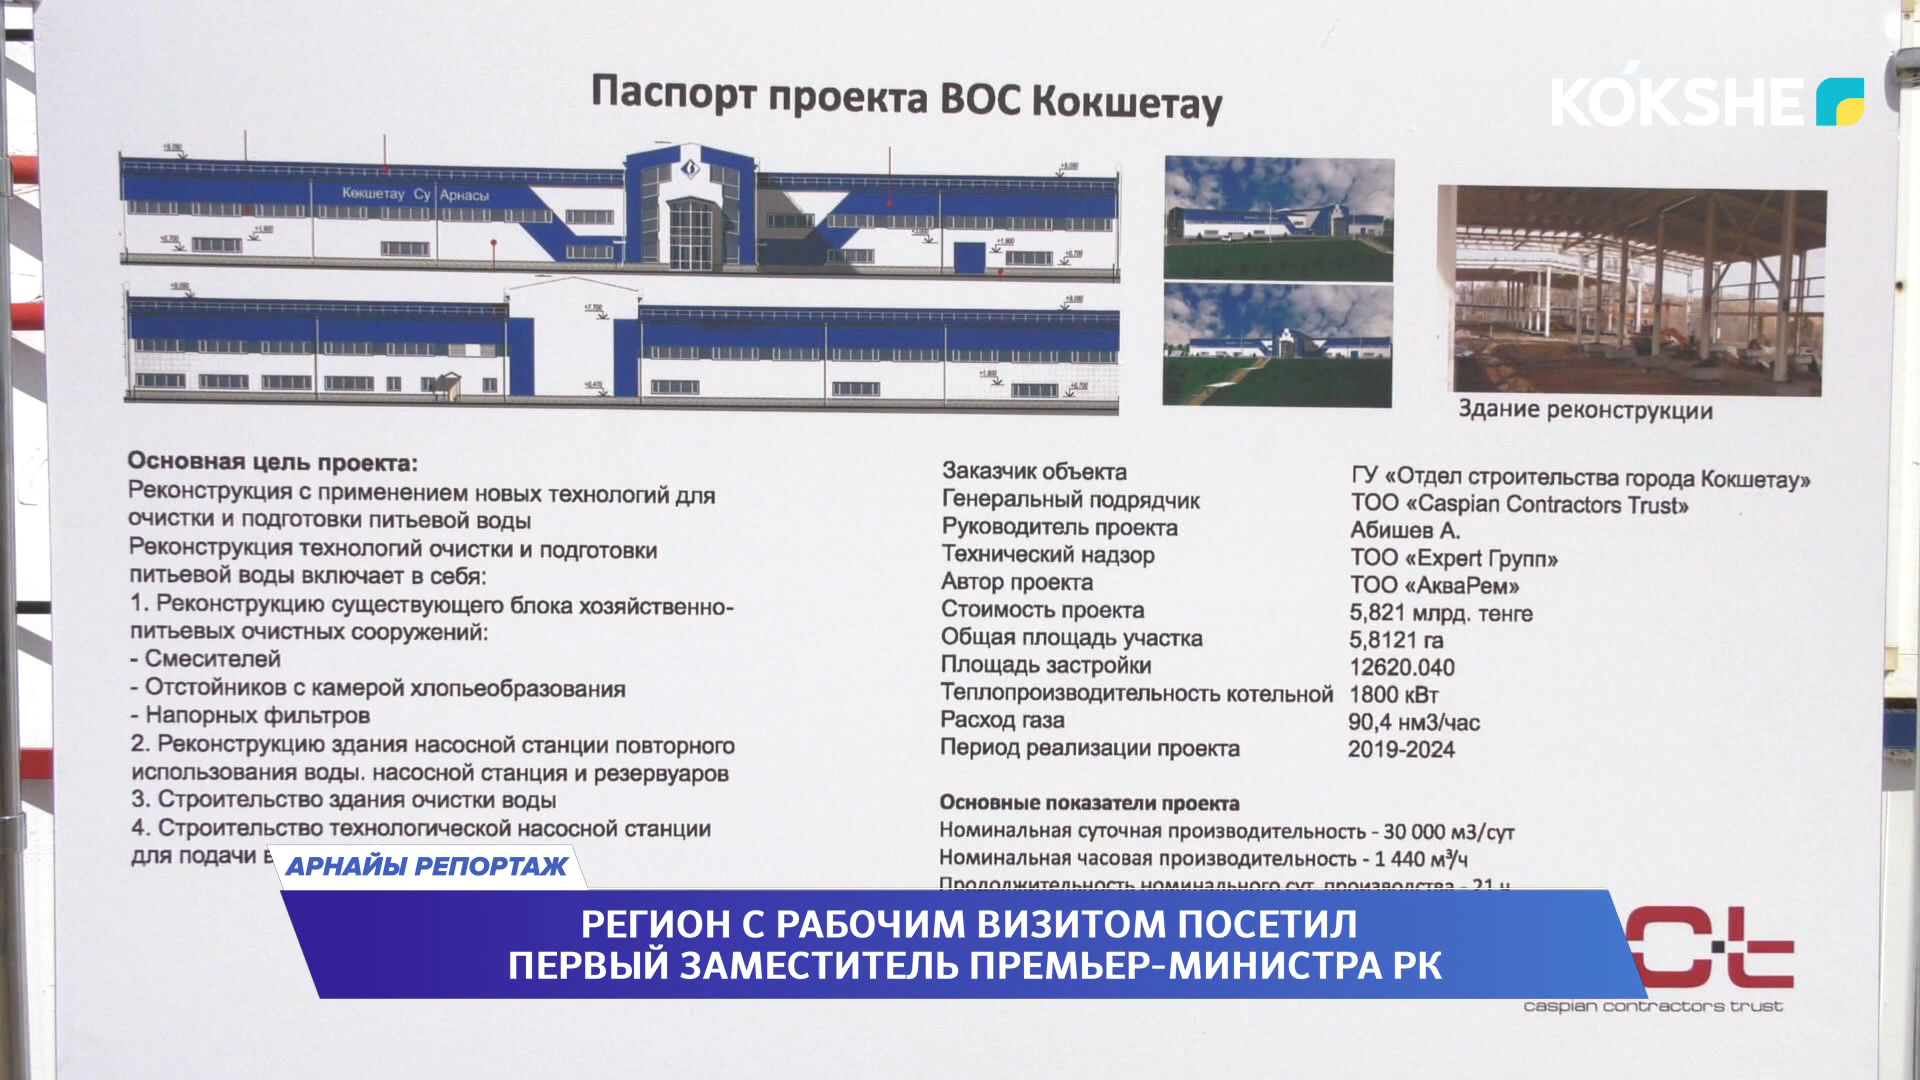 Паспорт проекта ВОС Кокшетау
KÓKSHE
Көкшетау Су Арнасы
Здание реконструкции
Основная цель проекта:
Реконструкция с применением новых технологий для
очистки и подготовки питьевой воды
Реконструкция технологий очистки и подготовки
питьевой воды включает в себя:
1. Реконструкцию существующего блока хозяйственно-
питьевых очистных сооружений:
- Смесителей
- Отстойников с камерой хлопьеобразования
- Напорных фильтров
2. Реконструкцию здания насосной станции повторного
использования воды. насосной станция и резервуаров
3. Строительство здания очистки воды
4. Строительство технологической насосной станции
для подачи
Заказчик объекта ГУ «Отдел строительства города Кокшетау»
Генеральный подрядчик ТОО «Caspian Contractors Trust»
Руководитель проекта Абишев А.
Технический надзор ТОО «Expert Групп»
Автор проекта ТОО «АкваРем»
Стоимость проекта 5,821 млрд. тенге
Общая площадь участка 5,8121 га
Площадь застройки 12620.040
Теплопроизводительность котельной 1800 кВт
Расход газа 90,4 нм3/час
Период реализации проекта 2019-2024
Основные показатели проекта
Номинальная суточная производительность - 30 000 м3/сут
Номинальная часовая производительность - 1 440 м³/ч
Продолжительность номинального сут. производства - 21 ч
АРНАЙЫ РЕПОРТАЖ
РЕГИОН С РАБОЧИМ ВИЗИТОМ ПОСЕТИЛ
ПЕРВЫЙ ЗАМЕСТИТЕЛЬ ПРЕМЬЕР-МИНИСТРА РК
caspian contractors trust